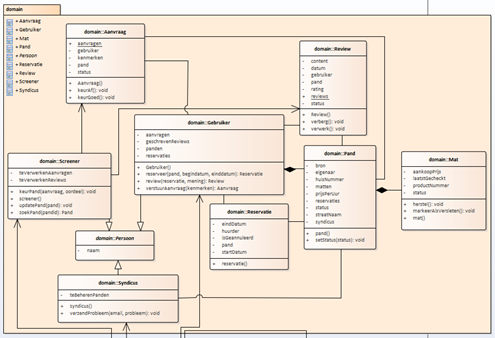 domain
+ Aanvraag
+ Gebruiker
+ Mat
+ Pand
+ Persoon
+ Reservatie
+ Review
+ Screener
+ Syndicus
domain::Aanvraag
+ aanvragen
- gebruiker
- kenmerken
- pand
- status
+ Aanvraag()
+ keurAf(): void
+ keurGoed(): void
domain::Review
- content
- datum
- gebruiker
- pand
- rating
+ reviews
- status
+ Review()
+ verberg(): void
+ verwerk(): void
domain::Gebruiker
- aanvragen
- geschrevenReviews
- panden
- reservaties
+ Gebruiker()
+ reserveer(pand, begindatum, einddatum): Reservatie
+ review(reservatie, mening): Review
+ verstuurAanvraag(kenmerken): Aanvraag
domain::Screener
- teVerwerkenAanvragen
- teVerwerkenReviews
+ keurPand(aanvraag, oordeel): void
+ screener()
+ updatePand(pand): void
+ zoekPand(pandId): Pand
domain::Pand
- bron
- eigenaar
- huisNummer
- matten
- prijsPerUur
- reservaties
- status
- straatNaam
- syndicus
+ pand()
+ setStatus(status): void
domain::Mat
- aankoopPrijs
- laatstGecheckt
- productNummer
- status
+ herstel(): void
+ markeerAlsVersleten(): void
+ mat()
domain::Reservatie
- eindDatum
- huurder
- isGeannuleerd
- pand
- startDatum
+ reservatie()
domain::Persoon
- naam
domain::Syndicus
- teBeherenPanden
+ syndicus()
+ verzendProbleem(email, probleem): void